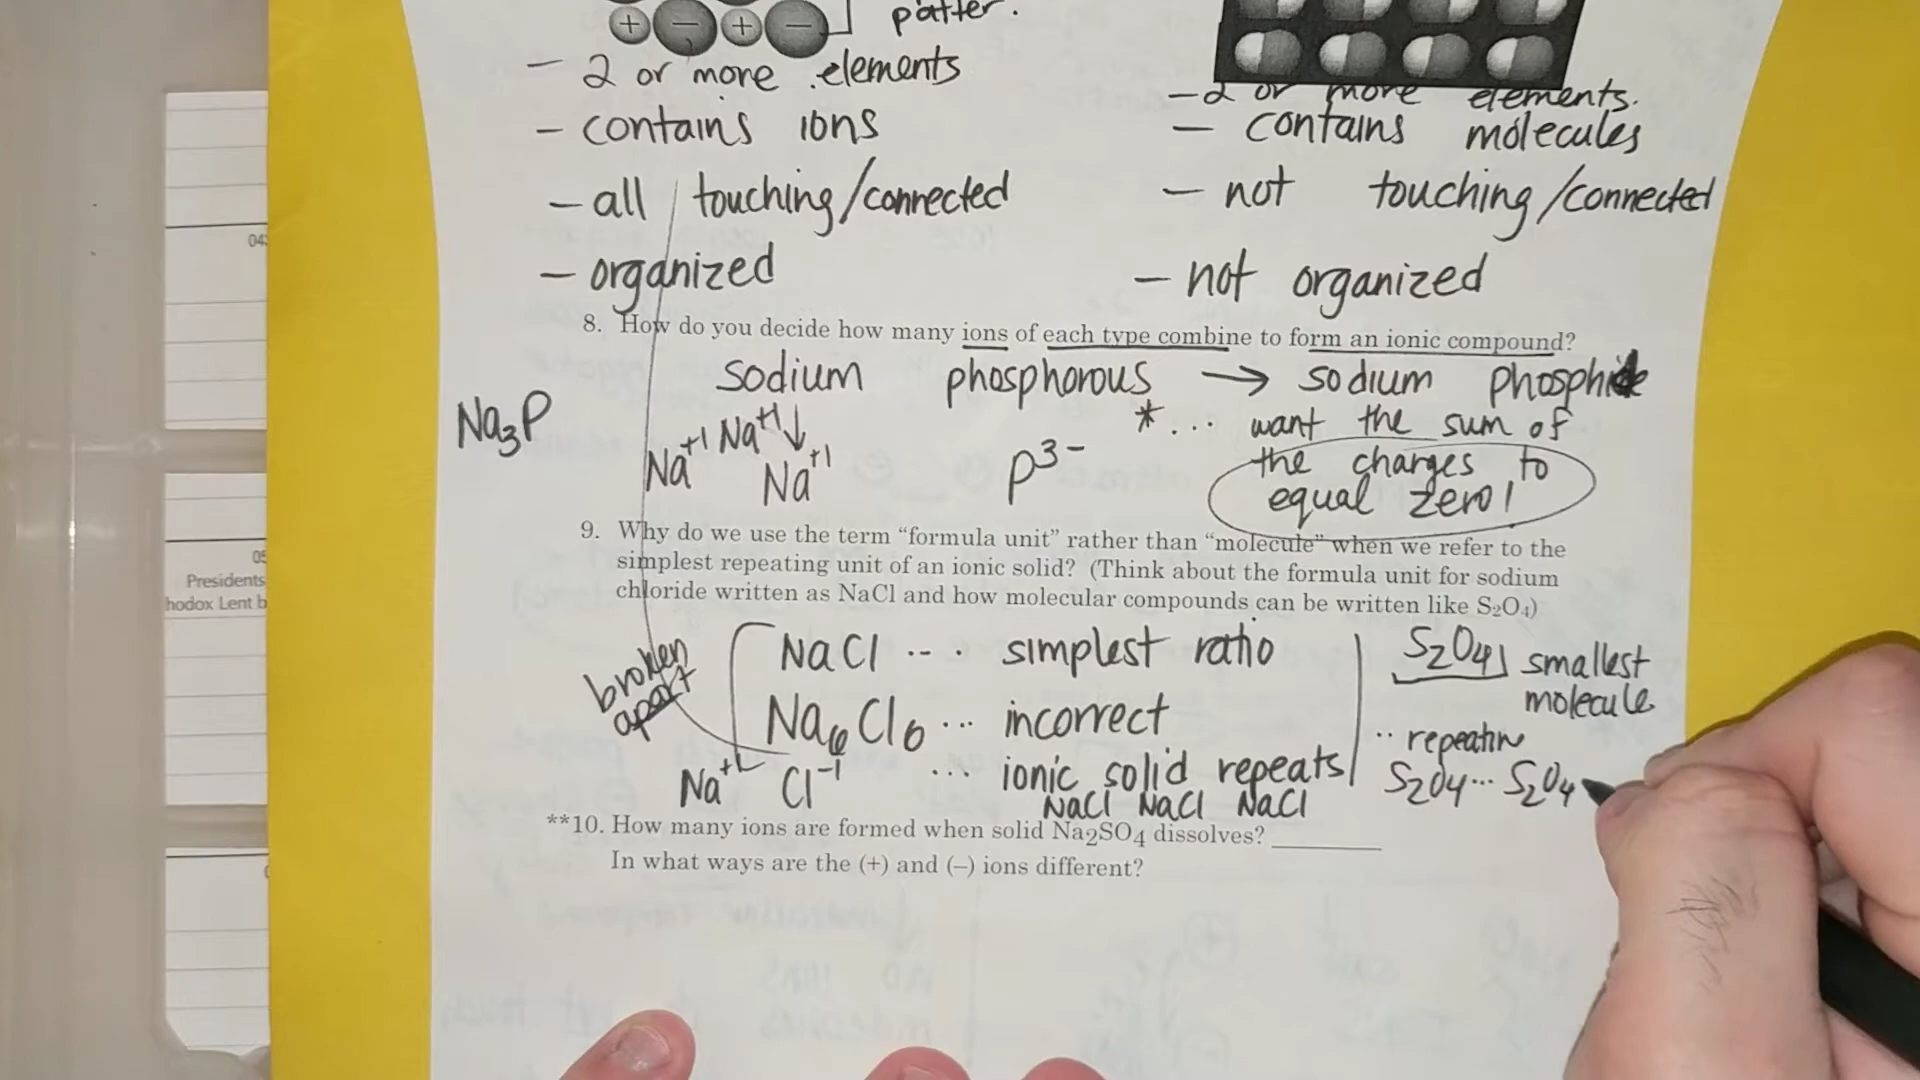 + − + − patter.
— 2 or more elements
— contains ions
— all touching/connected
— organized
—2 or more elements.
— contains molecules
— not touching/connected
— not organized
8. How do you decide how many ions of each type combine to form an ionic compound?
sodium phosphorous → sodium phosphide
Na₃P
Na⁺¹ Na⁺¹ ↓ Na⁺¹
P³⁻
* ... want the sum of
the charges to
equal zero!
9. Why do we use the term “formula unit” rather than “molecule” when we refer to the
simplest repeating unit of an ionic solid? (Think about the formula unit for sodium
chloride written as NaCl and how molecular compounds can be written like S₂O₄)
broken
apart
NaCl ... simplest ratio
Na₆Cl₆ ... incorrect
Na⁺¹ Cl⁻¹ ... ionic solid repeats
NaCl NaCl NaCl
S₂O₄ smallest
molecule
.. repeatin
S₂O₄... S₂O₄
**10. How many ions are formed when solid Na₂SO₄ dissolves? ________
In what ways are the (+) and (–) ions different?
Presidents
hodox Lent b